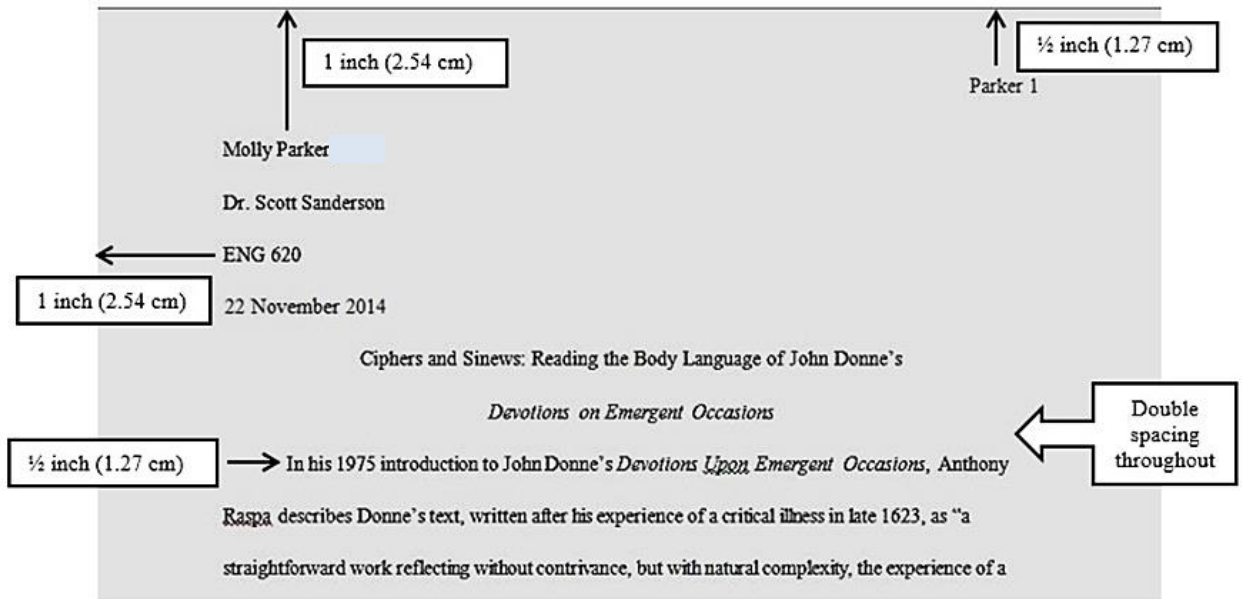 1 inch (2.54 cm)
½ inch (1.27 cm)
Parker 1
Molly Parker
Dr. Scott Sanderson
ENG 620
1 inch (2.54 cm)
22 November 2014
Ciphers and Sinews: Reading the Body Language of John Donne’s
Devotions on Emergent Occasions
Double
spacing
throughout
½ inch (1.27 cm)
In his 1975 introduction to John Donne’s Devotions Upon Emergent Occasions, Anthony
Raspa describes Donne’s text, written after his experience of a critical illness in late 1623, as “a
straightforward work reflecting without contrivance, but with natural complexity, the experience of a